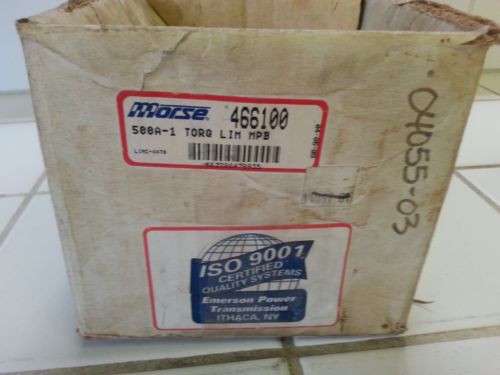 morse 466100
500A-1 TORQ LIM MPB
ISO 9001
CERTIFIED
QUALITY SYSTEMS
Emerson Power
Transmission
ITHACA, NY
04055-03